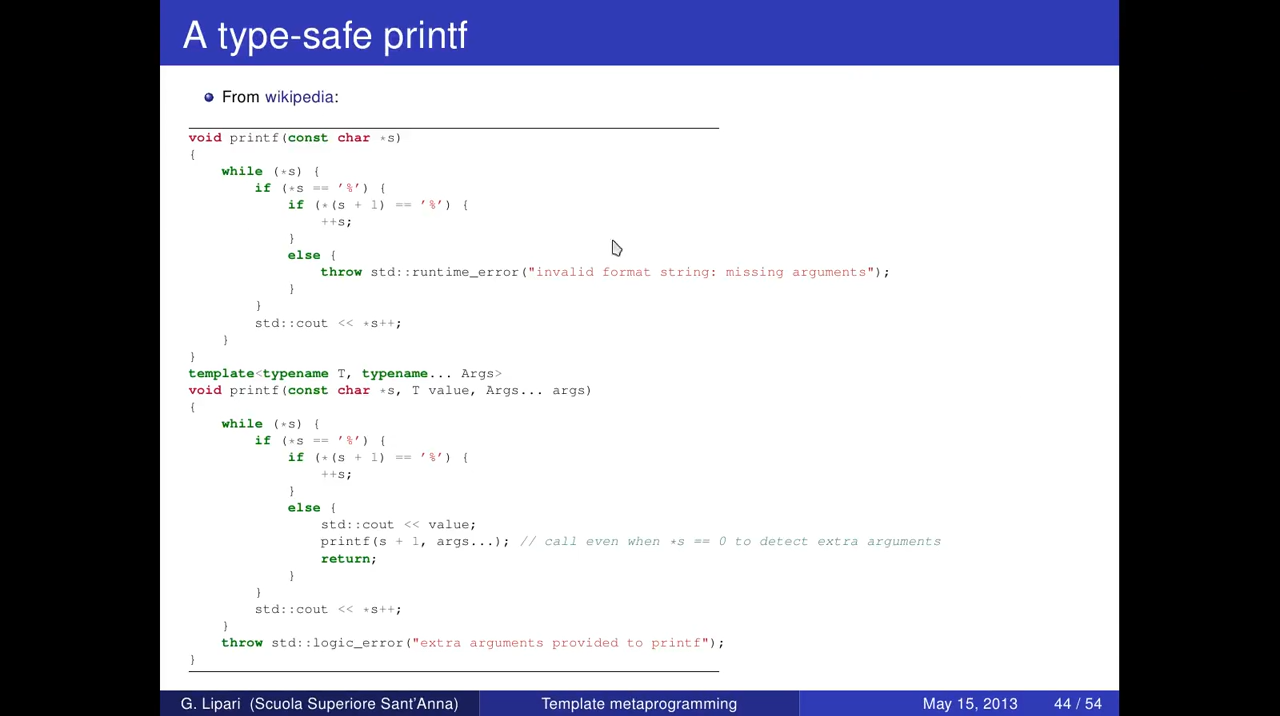 A type-safe printf
From wikipedia:
void printf(const char *s)
{
    while (*s) {
        if (*s == ’%’) {
            if (*(s + 1) == ’%’) {
                ++s;
            }
            else {
                throw std::runtime_error("invalid format string: missing arguments");
            }
        }
        std::cout << *s++;
    }
}
template<typename T, typename... Args>
void printf(const char *s, T value, Args... args)
{
    while (*s) {
        if (*s == ’%’) {
            if (*(s + 1) == ’%’) {
                ++s;
            }
            else {
                std::cout << value;
                printf(s + 1, args...); // call even when *s == 0 to detect extra arguments
                return;
            }
        }
        std::cout << *s++;
    }
    throw std::logic_error("extra arguments provided to printf");
}
G. Lipari (Scuola Superiore Sant’Anna) Template metaprogramming May 15, 2013 44 / 54